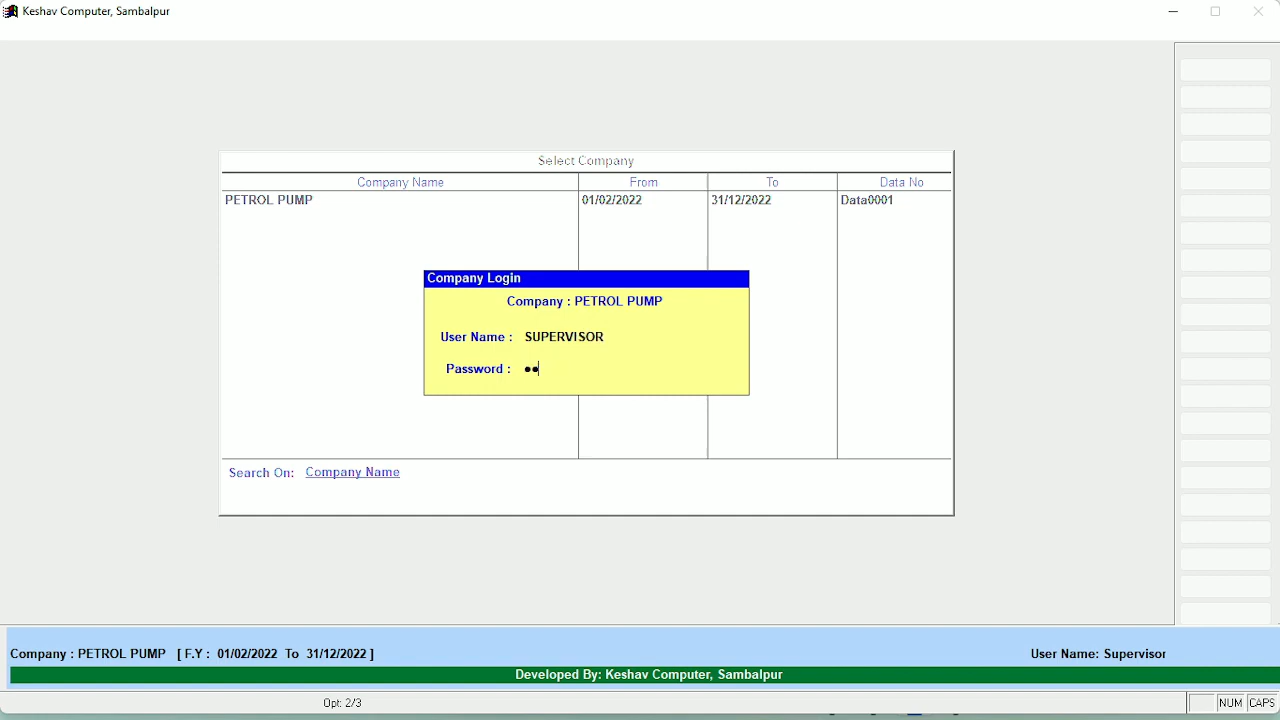 Keshav Computer, Sambalpur
Select Company
Company Name From To Data No
PETROL PUMP 01/02/2022 31/12/2022 Data0001
Company Login
Company : PETROL PUMP
User Name : SUPERVISOR
Password : ●●
Search On: Company Name
Company : PETROL PUMP [ F.Y : 01/02/2022 To 31/12/2022 ] User Name: Supervisor
Developed By: Keshav Computer, Sambalpur
Opt: 2/3 NUM CAPS